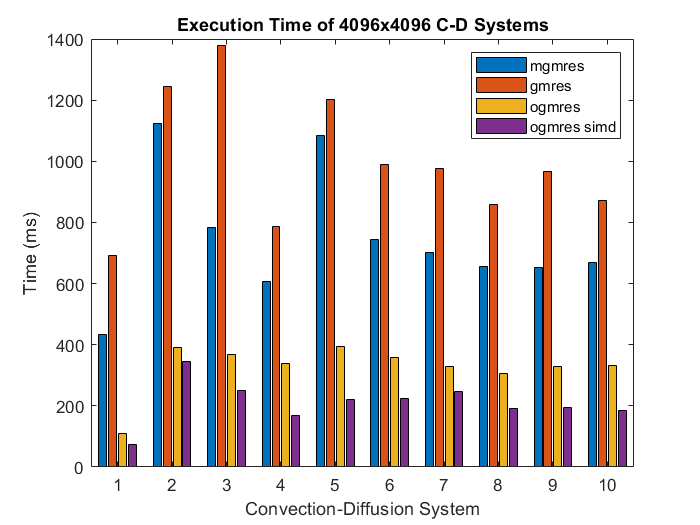 Execution Time of 4096x4096 C-D Systems
1400
1200
1000
800
600
400
200
0
Time (ms)
mgmres
gmres
ogmres
ogmres simd
1 2 3 4 5 6 7 8 9 10
Convection-Diffusion System